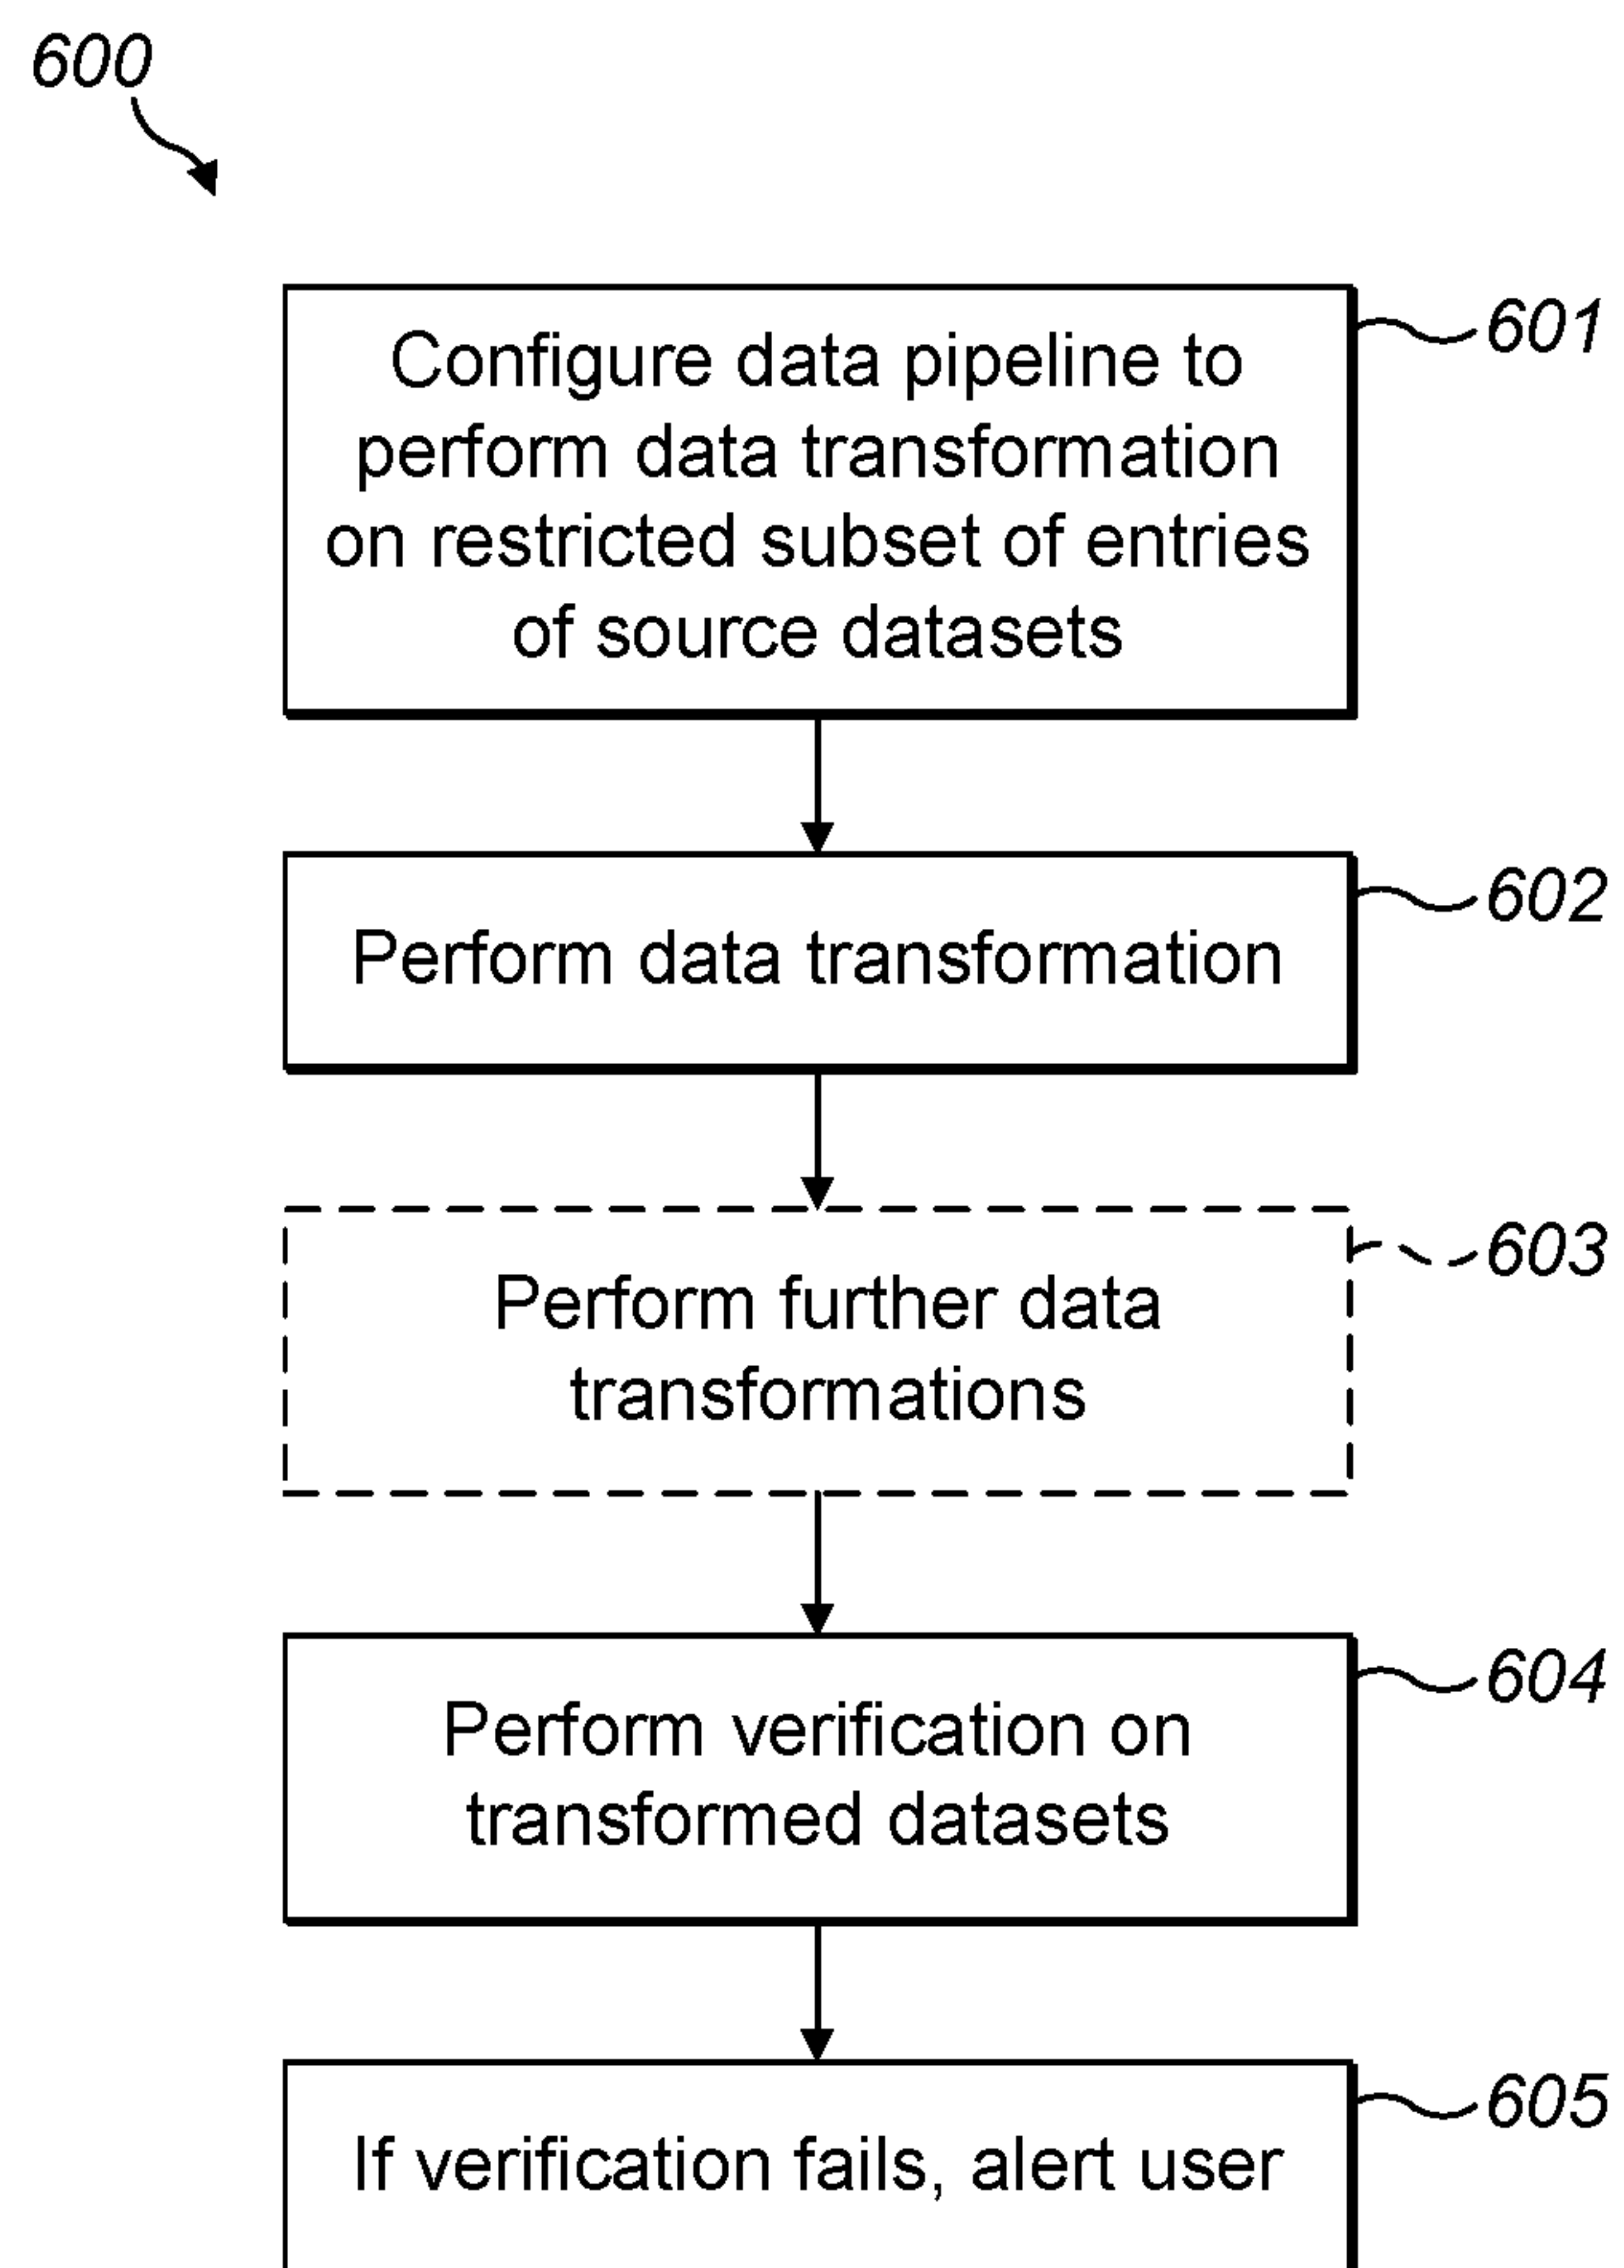 600
Configure data pipeline to
perform data transformation
on restricted subset of entries
of source datasets
601
Perform data transformation
602
Perform further data
transformations
603
Perform verification on
transformed datasets
604
If verification fails, alert user
605